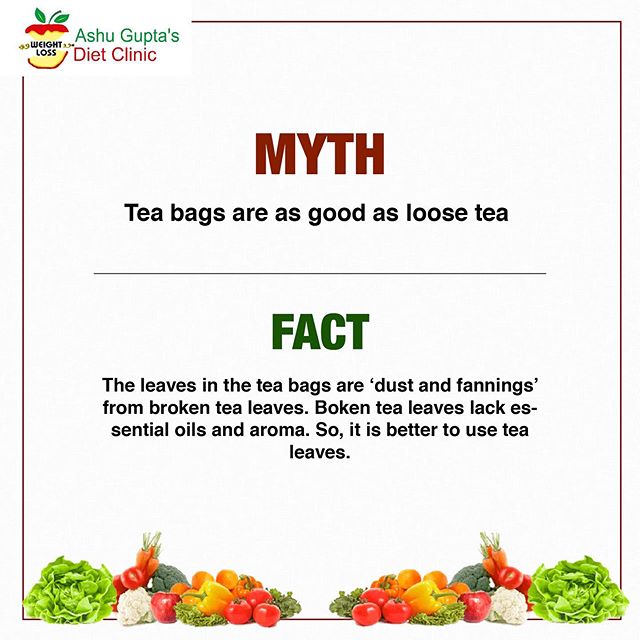 WEIGHT
LOSS
Ashu Gupta's
Diet Clinic
MYTH
Tea bags are as good as loose tea
FACT
The leaves in the tea bags are ‘dust and fannings’
from broken tea leaves. Boken tea leaves lack es-
sential oils and aroma. So, it is better to use tea
leaves.